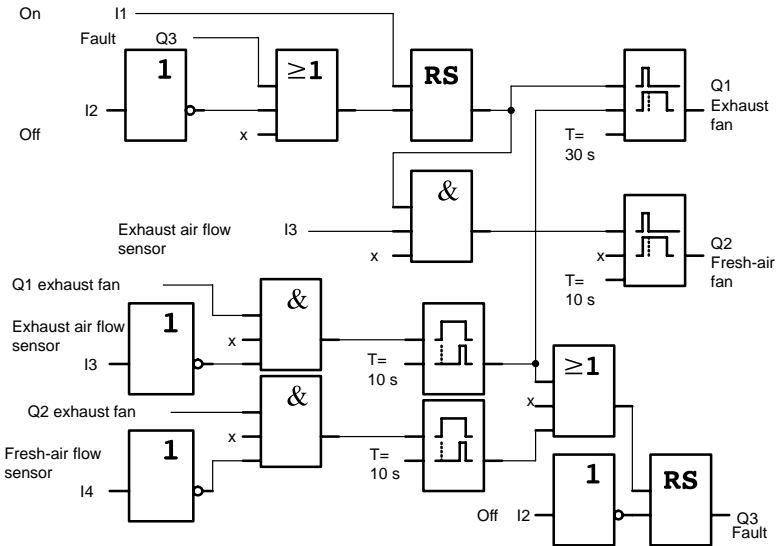 On I1
Fault Q3
1
≥1
RS
I2
Off
x
T=
30 s
Q1
Exhaust
fan
&
Exhaust air flow
sensor
I3
x
x
T=
10 s
Q2
Fresh-air
fan
Q1 exhaust fan
&
1
Exhaust air flow
sensor
x
I3
T=
10 s
≥1
Q2 exhaust fan
&
x
1
Fresh-air flow
sensor
x
T=
10 s
I4
1
RS
Off I2
Q3
Fault